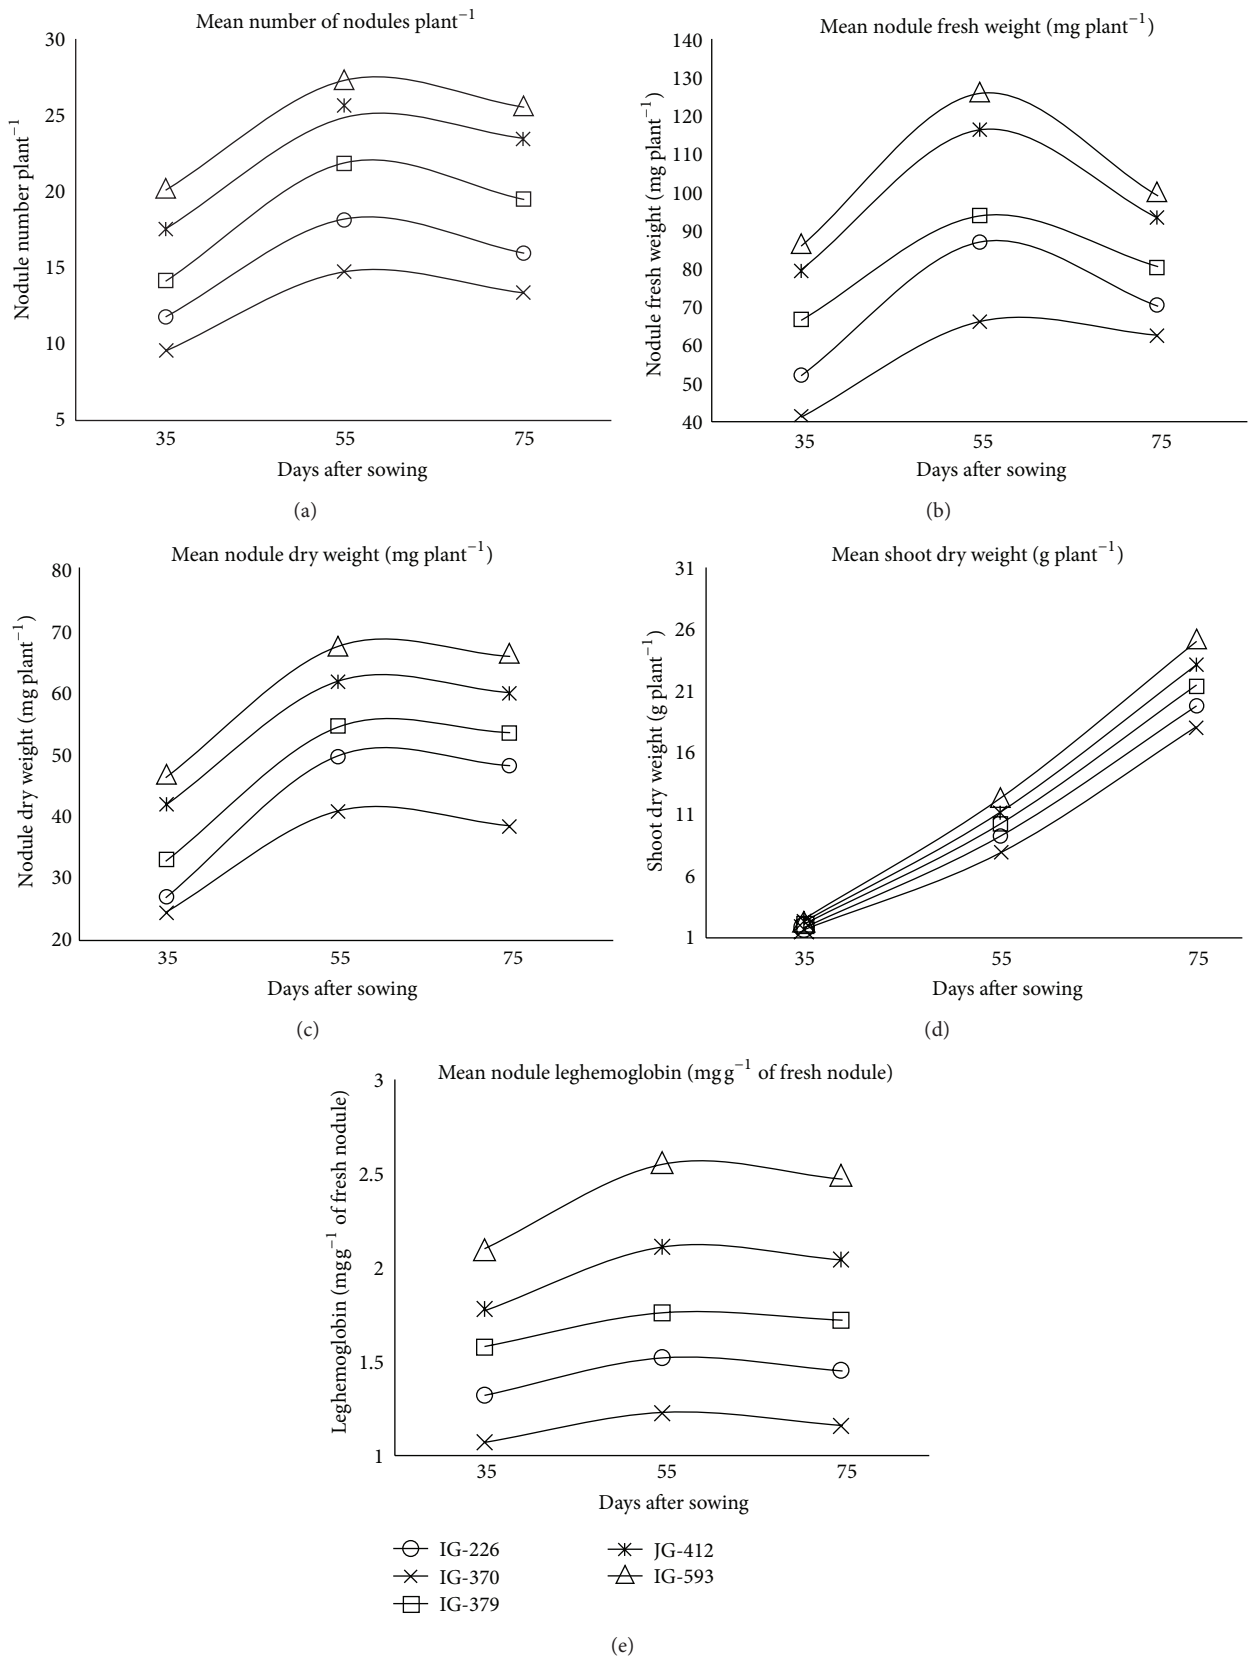 Mean number of nodules plant⁻¹
Nodule number plant⁻¹
30
25
20
15
10
5
35 55 75
Days after sowing
(a)
Mean nodule fresh weight (mg plant⁻¹)
Nodule fresh weight (mg plant⁻¹)
140
130
120
110
100
90
80
70
60
50
40
35 55 75
Days after sowing
(b)
Mean nodule dry weight (mg plant⁻¹)
Nodule dry weight (mg plant⁻¹)
80
70
60
50
40
30
20
35 55 75
Days after sowing
(c)
Mean shoot dry weight (g plant⁻¹)
Shoot dry weight (g plant⁻¹)
31
26
21
16
11
6
1
35 55 75
Days after sowing
(d)
Mean nodule leghemoglobin (mg g⁻¹ of fresh nodule)
Leghemoglobin (mg g⁻¹ of fresh nodule)
3
2.5
2
1.5
1
35 55 75
Days after sowing
IG-226
IG-370
IG-379
JG-412
IG-593
(e)